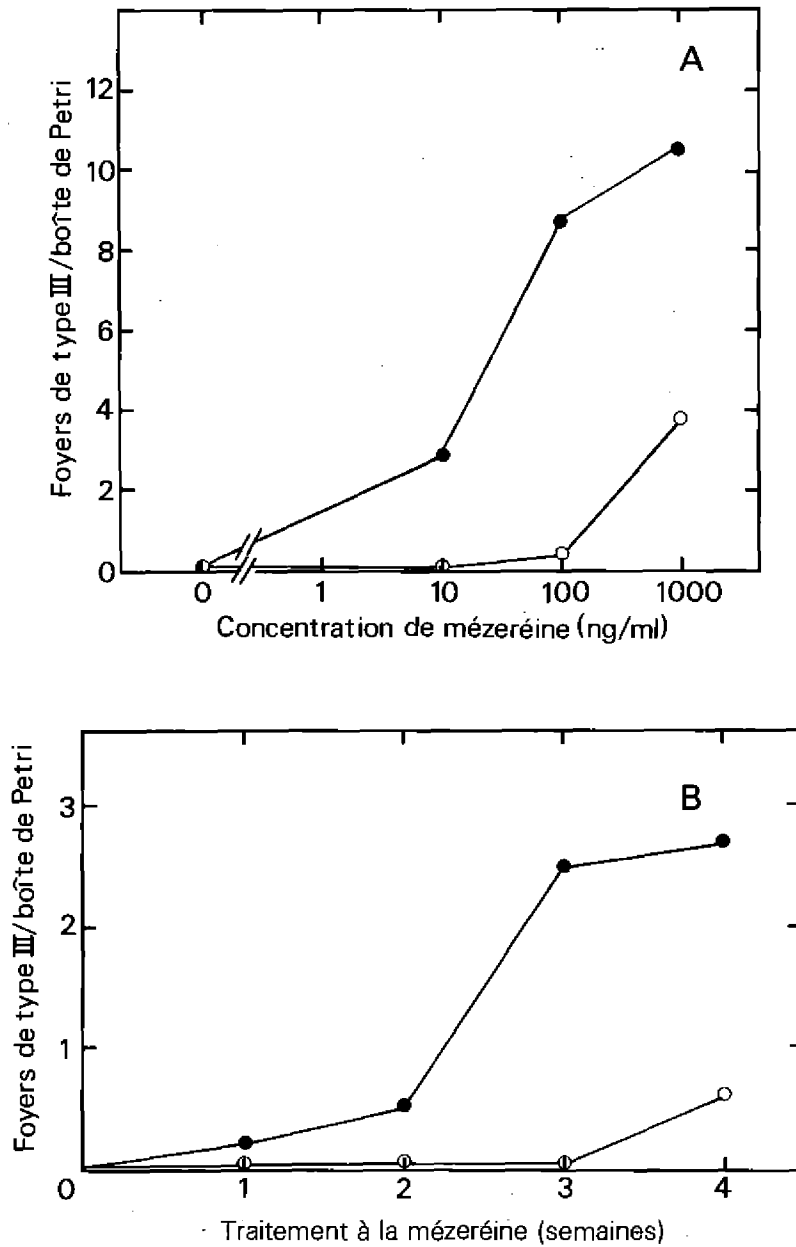 A
12
10
8
6
4
2
0
Foyers de type III/boîte de Petri
0 1 10 100 1000
Concentration de mézeréine (ng/ml)
B
3
2
1
Foyers de type III/boîte de Petri
0 1 2 3 4
Traitement à la mézeréine (semaines)